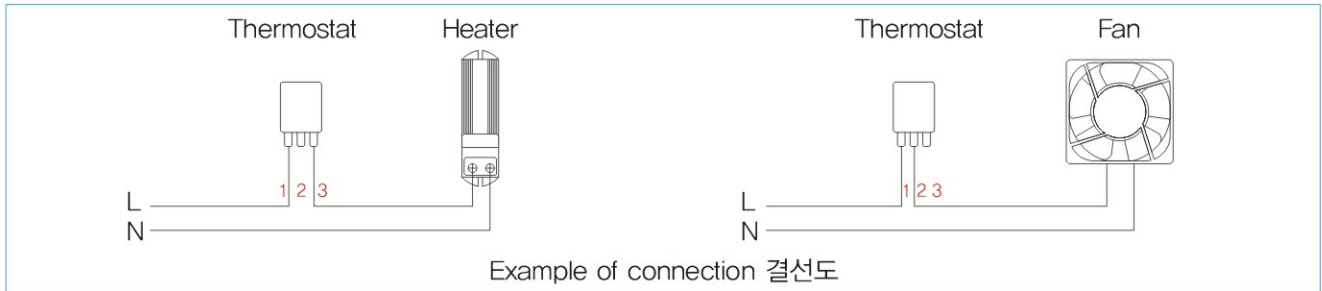 Thermostat Heater Thermostat Fan
1 2 3 1 2 3
L L
N N
Example of connection 결선도